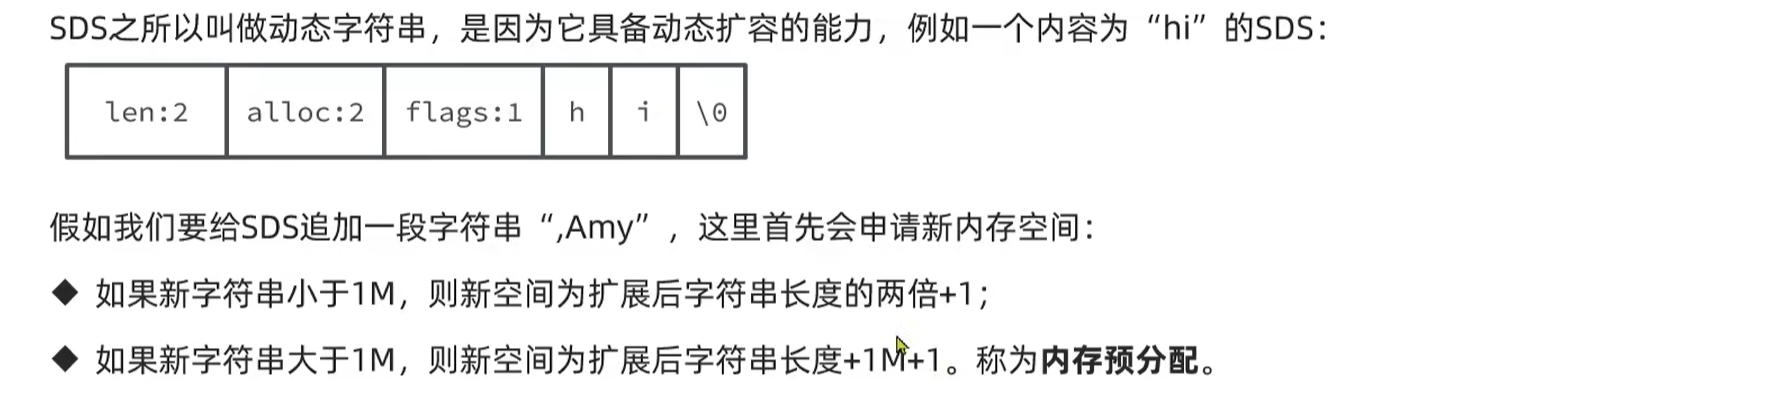 SDS之所以叫做动态字符串，是因为它具备动态扩容的能力，例如一个内容为“hi”的SDS：
len:2 alloc:2 flags:1 h i \0
假如我们要给SDS追加一段字符串“,Amy”，这里首先会申请新内存空间：
◆ 如果新字符串小于1M，则新空间为扩展后字符串长度的两倍+1；
◆ 如果新字符串大于1M，则新空间为扩展后字符串长度+1M+1。称为内存预分配。